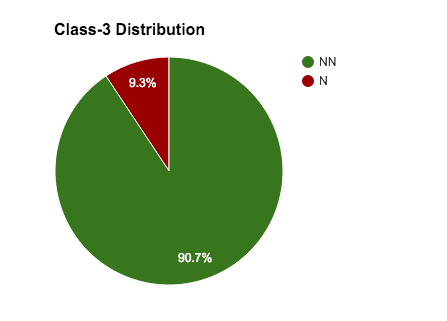 Class-3 Distribution
NN
N
9.3%
90.7%